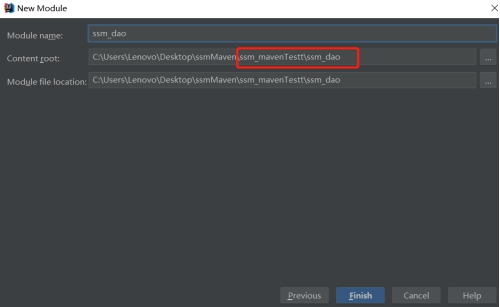 New Module
Module name: ssm_dao
Content root: C:\Users\Lenovo\Desktop\ssmMaven\ssm_mavenTestt\ssm_dao ...
Module file location: C:\Users\Lenovo\Desktop\ssmMaven\ssm_mavenTestt\ssm_dao ...
Previous Finish Cancel Help